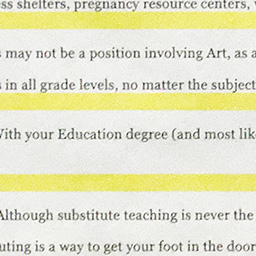 shelters, pregnancy resource centers,
may not be a position involving Art, as a
in all grade levels, no matter the subject
With your Education degree (and most lik
Although substitute teaching is never the
uting is a way to get your foot in the door